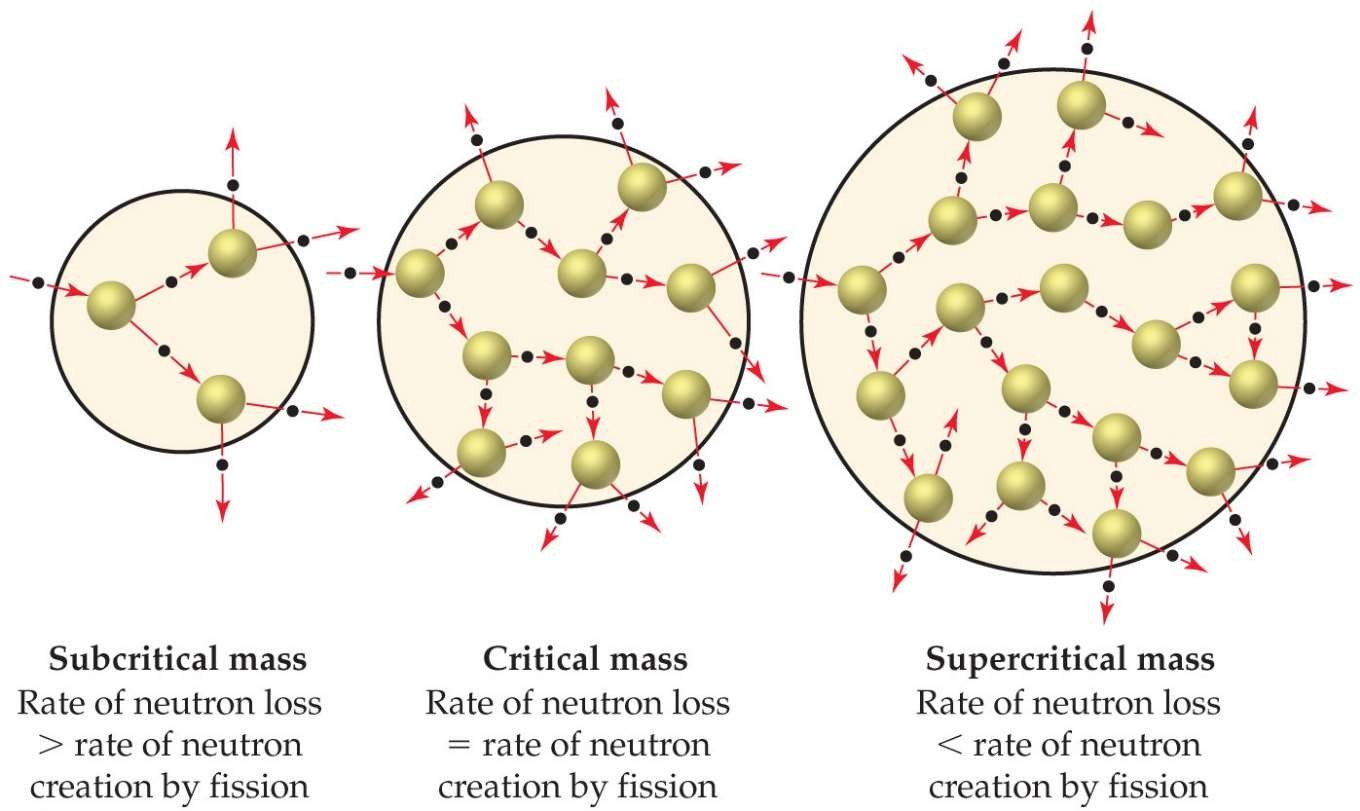 Subcritical mass
Rate of neutron loss
> rate of neutron
creation by fission
Critical mass
Rate of neutron loss
= rate of neutron
creation by fission
Supercritical mass
Rate of neutron loss
< rate of neutron
creation by fission